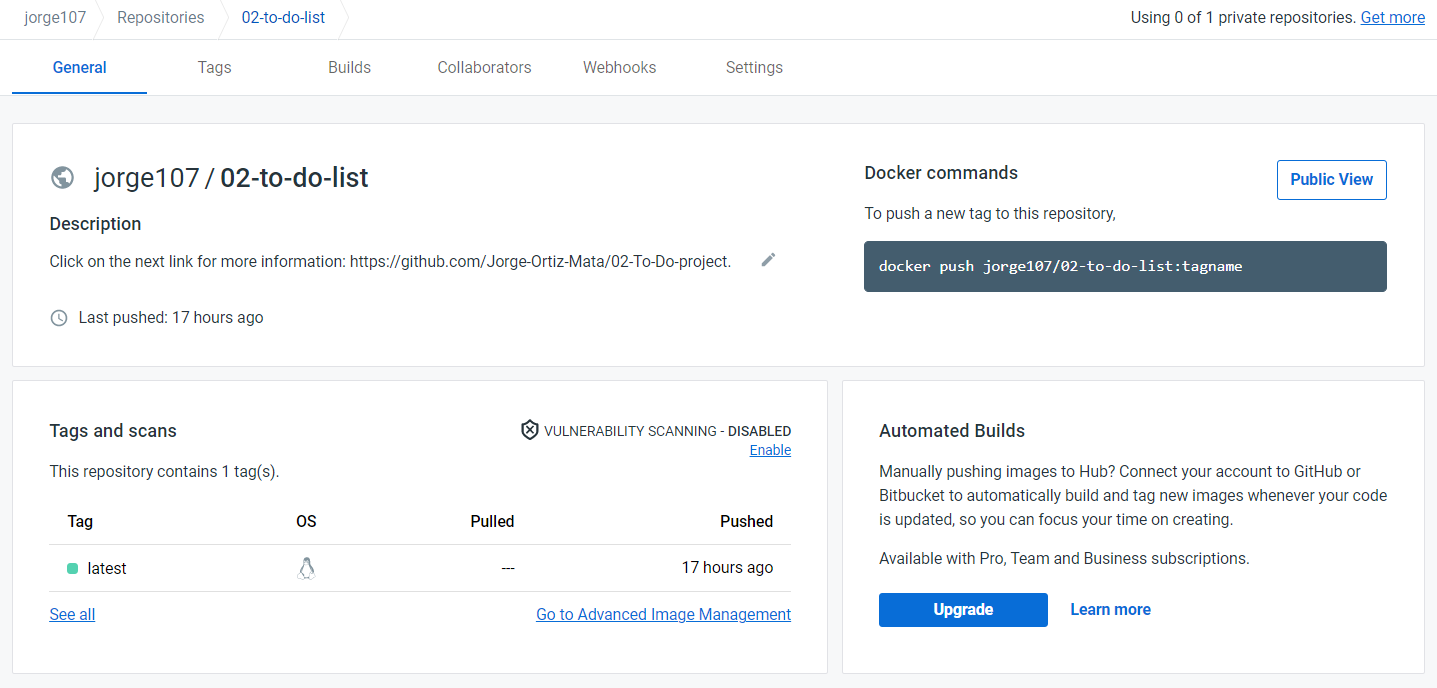 jorge107 Repositories 02-to-do-list Using 0 of 1 private repositories. Get more
General Tags Builds Collaborators Webhooks Settings
jorge107 / 02-to-do-list
Description
Click on the next link for more information: https://github.com/Jorge-Ortiz-Mata/02-To-Do-project.
Last pushed: 17 hours ago
Docker commands
Public View
To push a new tag to this repository,
docker push jorge107/02-to-do-list:tagname
Tags and scans
VULNERABILITY SCANNING - DISABLED
Enable
This repository contains 1 tag(s).
Tag OS Pulled Pushed
latest --- 17 hours ago
See all Go to Advanced Image Management
Automated Builds
Manually pushing images to Hub? Connect your account to GitHub or
Bitbucket to automatically build and tag new images whenever your code
is updated, so you can focus your time on creating.
Available with Pro, Team and Business subscriptions.
Upgrade Learn more